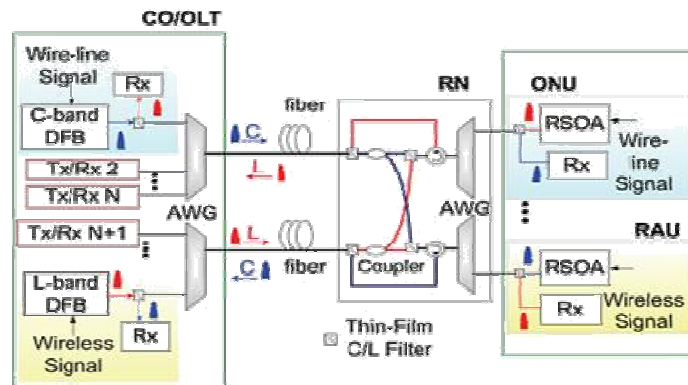 CO/OLT
Wire-line
Signal
Rx
C-band
DFB
Tx/Rx 2
Tx/Rx N
AWG
Tx/Rx N+1
L-band
DFB
Rx
Wireless
Signal
fiber
C
L
L
C
fiber
RN
AWG
Coupler
Thin-Film
C/L Filter
ONU
RSOA
Rx
Wire-
line
Signal
RAU
RSOA
Rx
Wireless
Signal